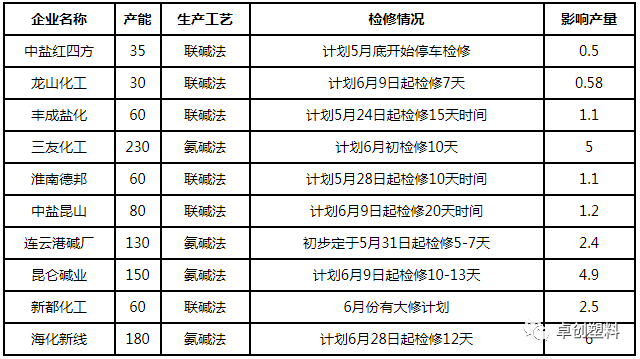 企业名称 产能 生产工艺 检修情况 影响产量
中盐红四方 35 联碱法 计划5月底开始停车检修 0.5
龙山化工 30 联碱法 计划6月9日起检修7天 0.58
丰成盐化 60 联碱法 计划5月24日起检修15天时间 1.1
三友化工 230 氨碱法 计划6月初检修10天 5
淮南德邦 60 联碱法 计划5月28日起检修10天时间 1.1
中盐昆山 80 联碱法 计划6月9日起检修20天时间 1.2
连云港碱厂 130 氨碱法 初步定于5月31日起检修5-7天 2.4
昆仑碱业 150 氨碱法 计划6月9日起检修10-13天 4.9
新都化工 60 联碱法 6月份有大修计划 2.5
海化新线 180 氨碱法 计划6月28日起检修12天 6
卓创塑料